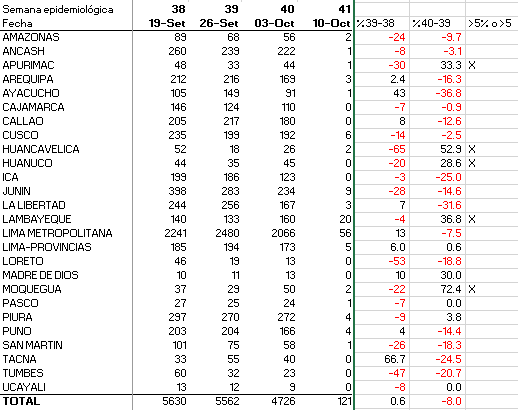 Semana epidemiológica 38 39 40 41
Fecha 19-Set 26-Set 03-Oct 10-Oct %39-38 %40-39 >5% o >5
AMAZONAS 89 68 56 2 -24 -9.7
ANCASH 260 239 222 1 -8 -3.1
APURIMAC 48 33 44 1 -30 33.3 X
AREQUIPA 212 216 169 3 2.4 -16.3
AYACUCHO 105 149 91 1 43 -36.8
CAJAMARCA 146 124 110 0 -7 -0.9
CALLAO 205 217 180 0 8 -12.6
CUSCO 235 199 192 6 -14 -2.5
HUANCAVELICA 52 18 26 2 -65 52.9 X
HUANUCO 44 35 45 0 -20 28.6 X
ICA 199 186 123 0 -3 -25.0
JUNIN 398 283 234 9 -28 -14.6
LA LIBERTAD 244 256 167 3 7 -31.6
LAMBAYEQUE 140 133 160 20 -4 36.8 X
LIMA METROPOLITANA 2241 2480 2066 56 13 -7.5
LIMA-PROVINCIAS 185 194 173 5 6.0 0.6
LORETO 46 19 13 0 -53 -18.8
MADRE DE DIOS 10 11 13 0 10 30.0
MOQUEGUA 37 29 50 2 -22 72.4 X
PASCO 27 25 24 1 -7 0.0
PIURA 297 270 272 4 -9 3.8
PUNO 203 204 166 4 4 -14.4
SAN MARTIN 101 75 58 1 -26 -18.3
TACNA 33 55 40 0 66.7 -24.5
TUMBES 60 32 23 0 -47 -20.7
UCAYALI 13 12 9 0 -8 0.0
TOTAL 5630 5562 4726 121 0.6 -8.0